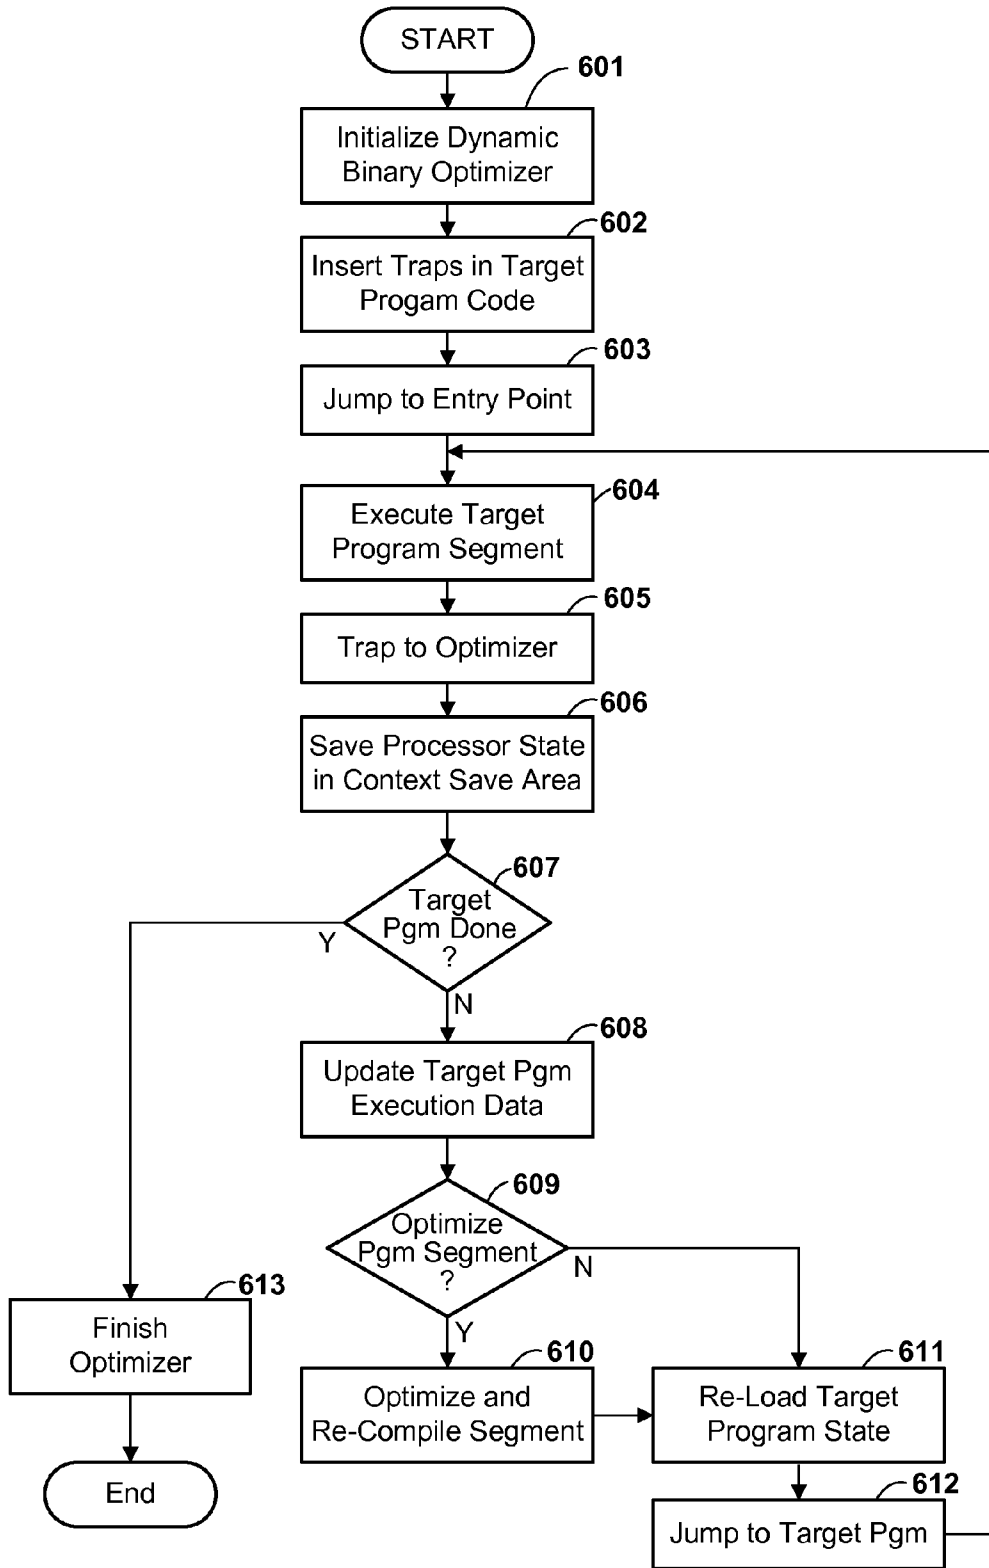 START
601
Initialize Dynamic
Binary Optimizer
602
Insert Traps in Target
Progam Code
603
Jump to Entry Point
604
Execute Target
Program Segment
605
Trap to Optimizer
606
Save Processor State
in Context Save Area
607
Target
Pgm Done
?
Y
N
608
Update Target Pgm
Execution Data
609
Optimize
Pgm Segment
?
N
Y
613
Finish
Optimizer
610
Optimize and
Re-Compile Segment
611
Re-Load Target
Program State
End
612
Jump to Target Pgm